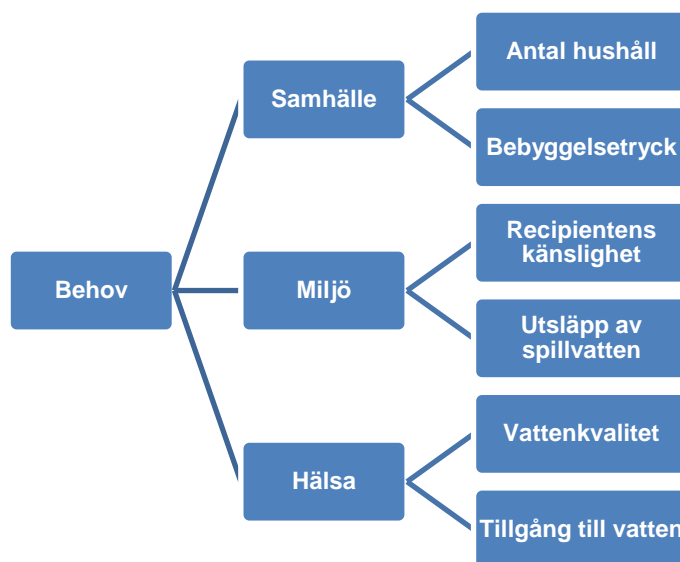 Behov
Samhälle
Antal hushåll
Bebyggelsetryck
Miljö
Recipientens
känslighet
Utsläpp av
spillvatten
Hälsa
Vattenkvalitet
Tillgång till vatten